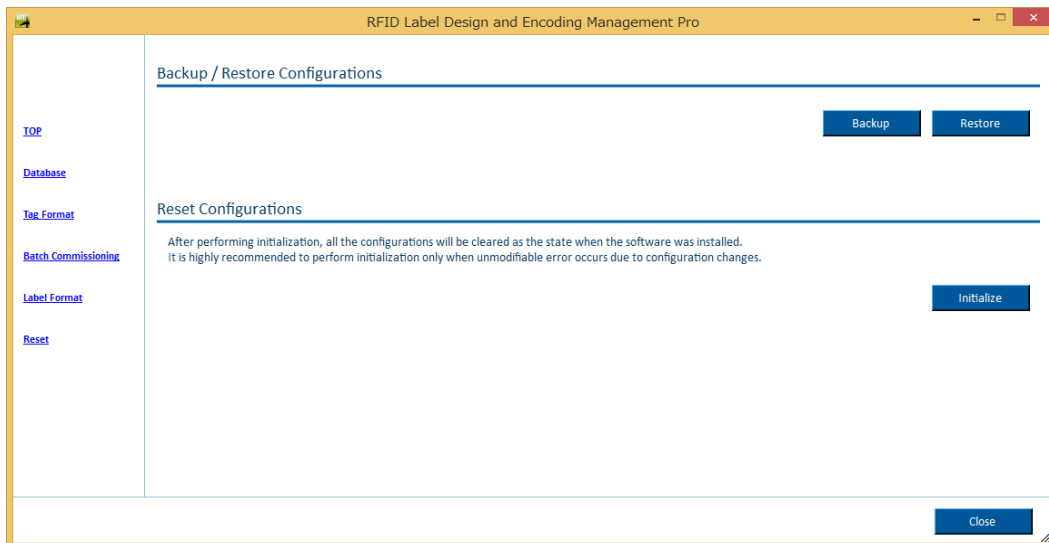 RFID Label Design and Encoding Management Pro
Backup / Restore Configurations
Backup
Restore
TOP
Database
Tag Format
Batch Commissioning
Label Format
Reset
Reset Configurations
After performing initialization, all the configurations will be cleared as the state when the software was installed.
It is highly recommended to perform initialization only when unmodifiable error occurs due to configuration changes.
Initialize
Close